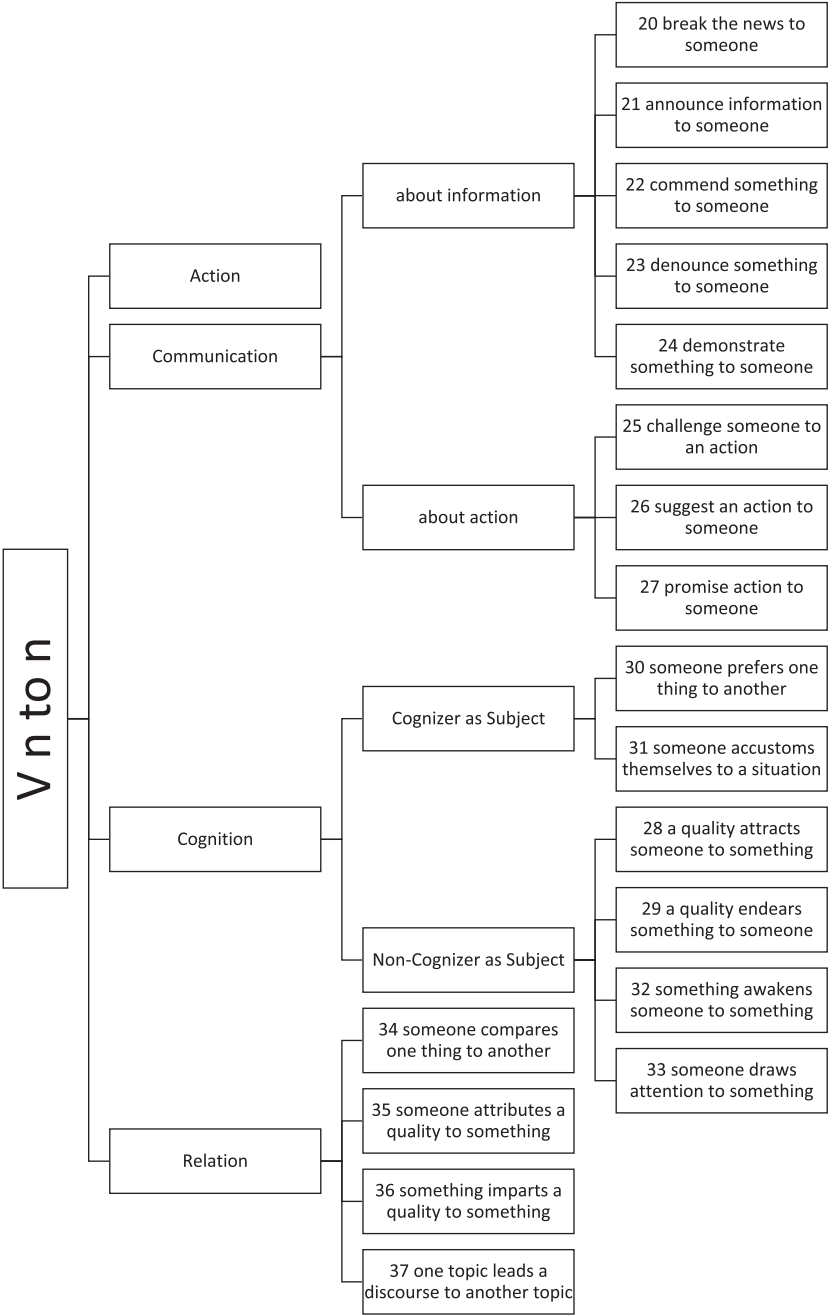 V n to n
Action
Communication
about information
20 break the news to
someone
21 announce information
to someone
22 commend something
to someone
23 denounce something
to someone
24 demonstrate
something to someone
about action
25 challenge someone to
an action
26 suggest an action to
someone
27 promise action to
someone
Cognition
Cognizer as Subject
30 someone prefers one
thing to another
31 someone accustoms
themselves to a situation
Non-Cognizer as Subject
28 a quality attracts
someone to something
29 a quality endears
something to someone
32 something awakens
someone to something
33 someone draws
attention to something
Relation
34 someone compares
one thing to another
35 someone attributes a
quality to something
36 something imparts a
quality to something
37 one topic leads a
discourse to another topic